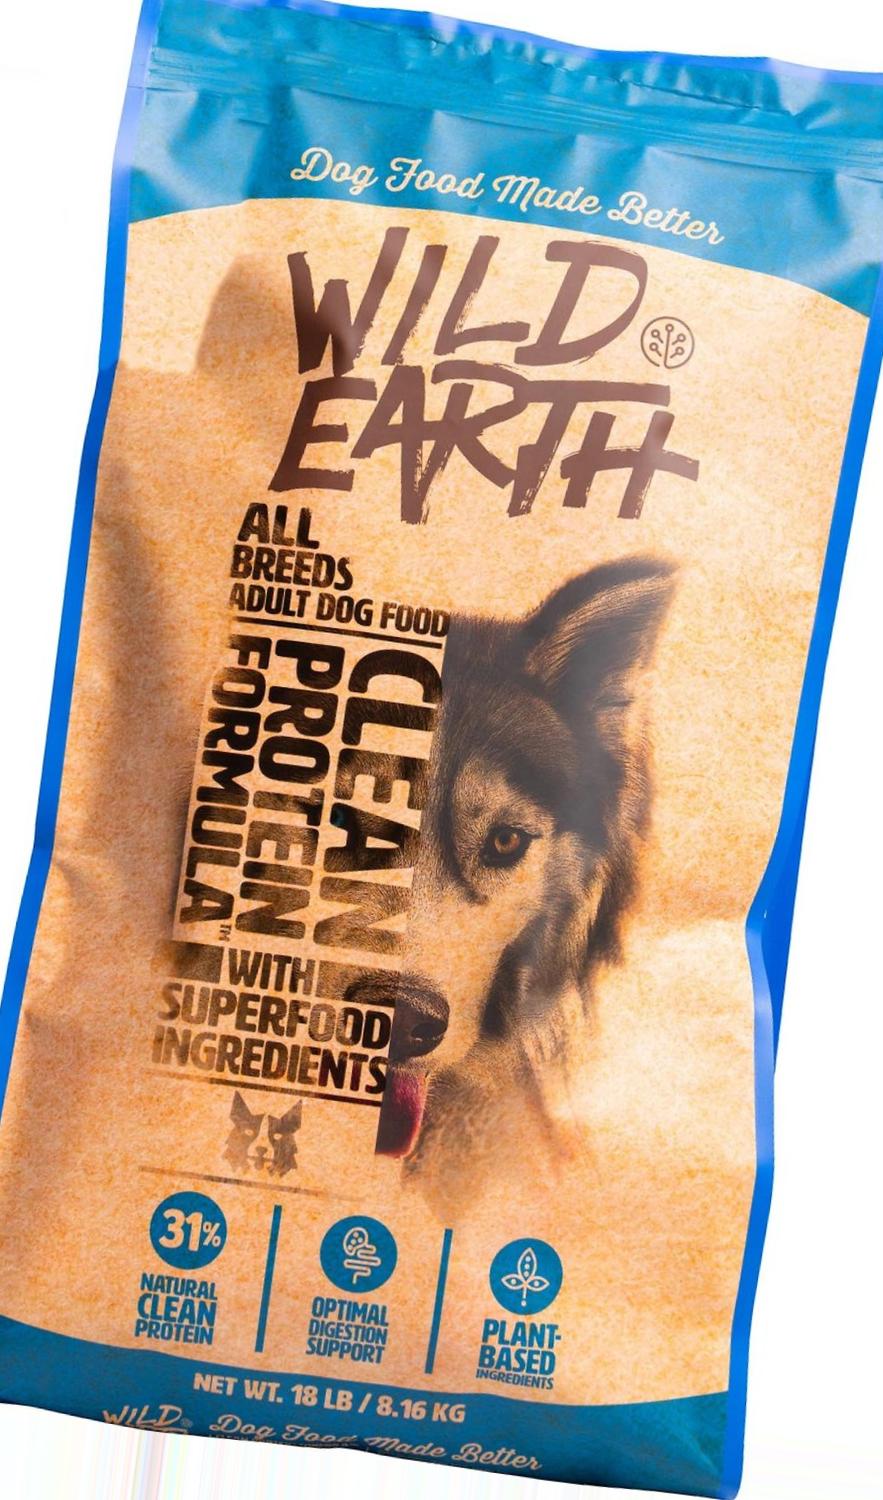 Dog Food Made Better
WILD
EARTH
ALL
BREEDS
ADULT DOG FOOD
CLEAN
PROTEIN
FORMULA™
WITH
SUPERFOOD
INGREDIENTS
31%
NATURAL
CLEAN
PROTEIN
OPTIMAL
DIGESTION
SUPPORT
PLANT-
BASED
INGREDIENTS
NET WT. 18 LB / 8.16 KG
WILD
Dog Food Made Better